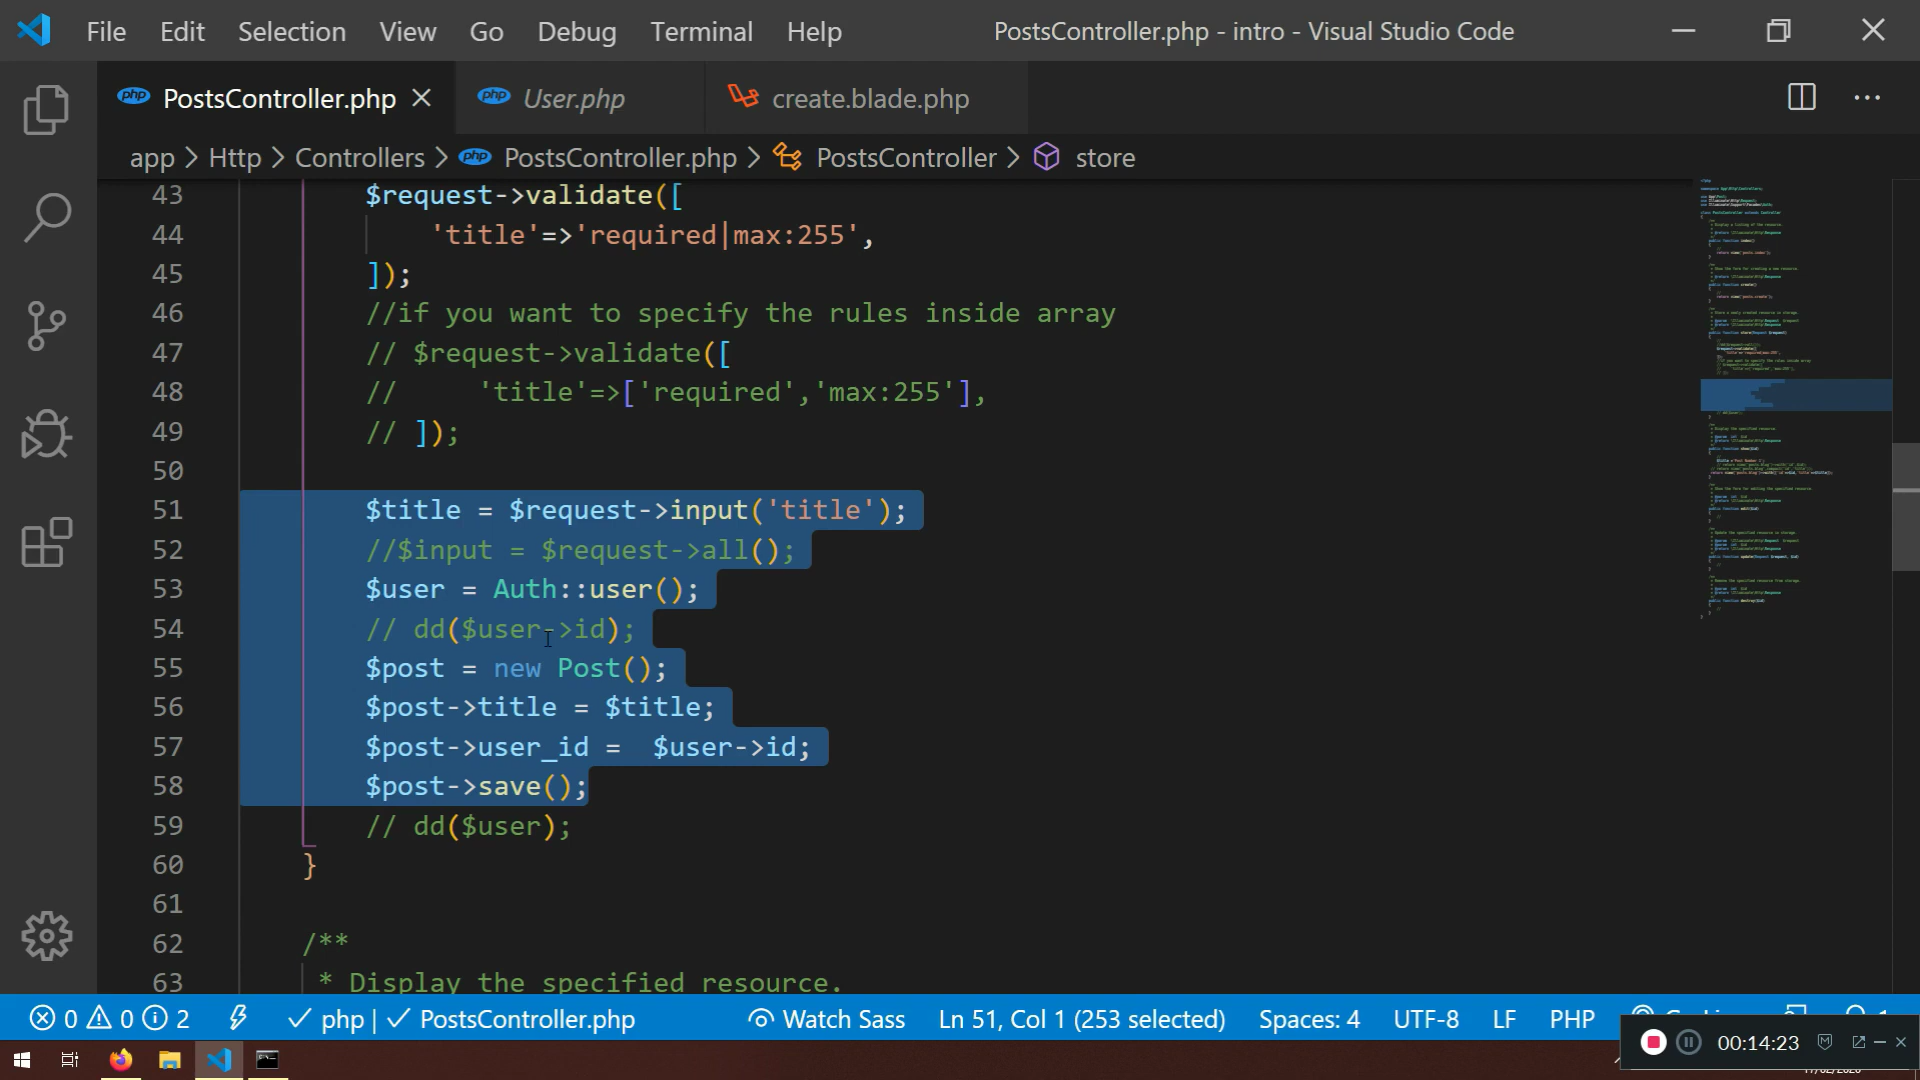 File Edit Selection View Go Debug Terminal Help PostsController.php - intro - Visual Studio Code
php PostsController.php php User.php create.blade.php
app > Http > Controllers > php PostsController.php > PostsController > store
43 $request->validate([
44 'title'=>'required|max:255',
45 ]);
46 //if you want to specify the rules inside array
47 // $request->validate([
48 //     'title'=>['required','max:255'],
49 // ]);
50
51 $title = $request->input('title');
52 //$input = $request->all();
53 $user = Auth::user();
54 // dd($user->id);
55 $post = new Post();
56 $post->title = $title;
57 $post->user_id =  $user->id;
58 $post->save();
59 // dd($user);
60 }
61
62 /**
63 * Display the specified resource.
0 0 2 php | PostsController.php Watch Sass Ln 51, Col 1 (253 selected) Spaces: 4 UTF-8 LF PHP
00:14:23